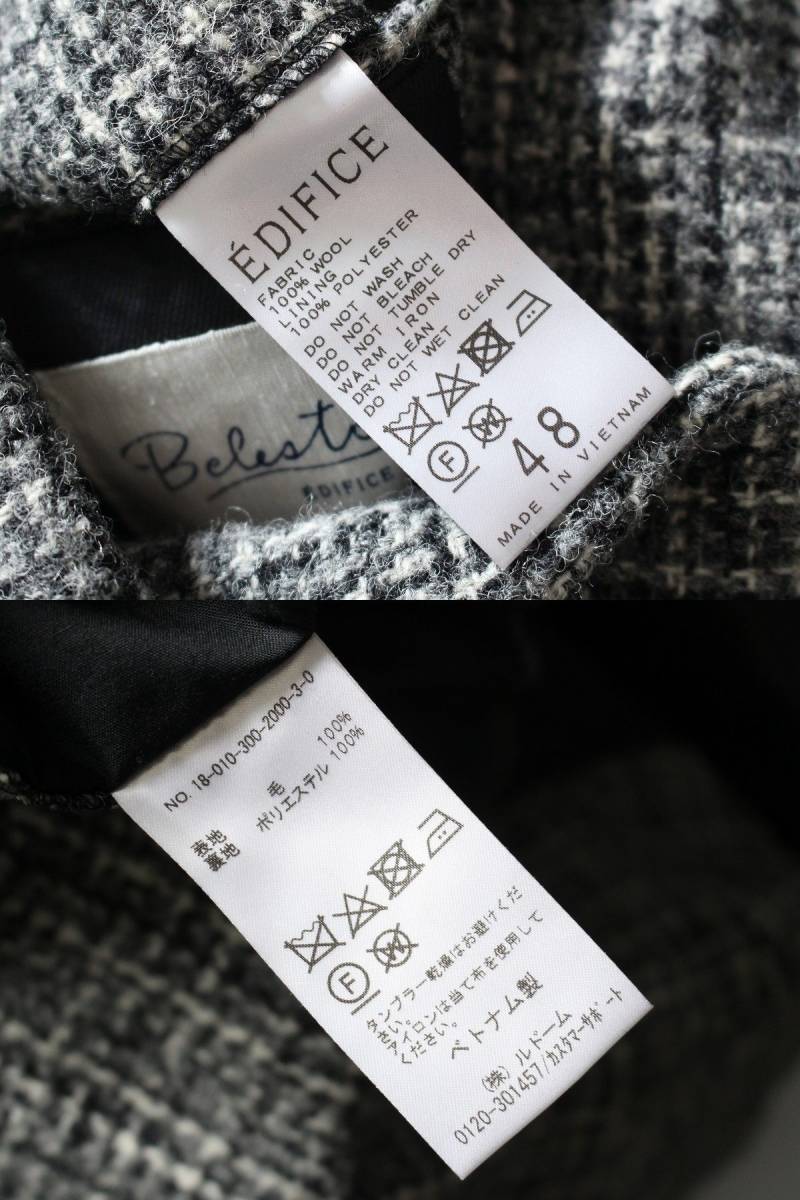 ÉDIFICE
FABRIC
100% WOOL
LINING
100% POLYESTER
DO NOT WASH
DO NOT BLEACH
DO NOT TUMBLE DRY
WARM IRON
DRY CLEAN
DO NOT WET CLEAN
F
W
48
MADE IN VIETNAM
EDIFICE
NO. 18-010-300-2000-3-0
表地 毛 100%
裏地 ポリエステル 100%
F
W
タンブラー乾燥はお避けくだ
さい。
アイロンは当て布を使用して
ください。
ベトナム製
(株) ルドーム
0120-301457/カスタマーサポート